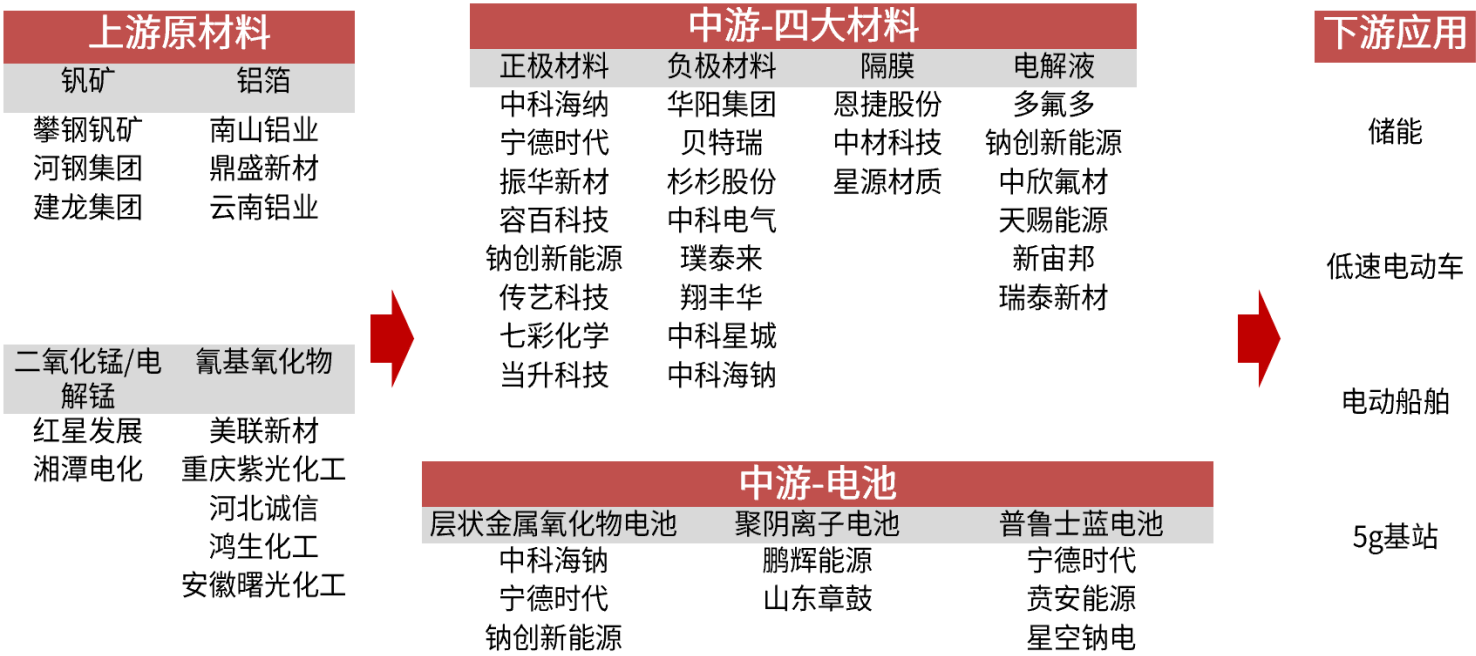 上游原材料
钒矿 铝箔
攀钢钒矿 南山铝业
河钢集团 鼎盛新材
建龙集团 云南铝业
二氧化锰/电 氰基氧化物
解锰
红星发展 美联新材
湘潭电化 重庆紫光化工
河北诚信
鸿生化工
安徽曙光化工
中游-四大材料
正极材料 负极材料 隔膜 电解液
中科海纳 华阳集团 恩捷股份 多氟多
宁德时代 贝特瑞 中材科技 钠创新能源
振华新材 杉杉股份 星源材质 中欣氟材
容百科技 中科电气 天赐能源
钠创新能源 璞泰来 新宙邦
传艺科技 翔丰华 瑞泰新材
七彩化学 中科星城
当升科技 中科海钠
中游-电池
层状金属氧化物电池 聚阴离子电池 普鲁士蓝电池
中科海钠 鹏辉能源 宁德时代
宁德时代 山东章鼓 贲安能源
钠创新能源 星空钠电
下游应用
储能
低速电动车
电动船舶
5g基站